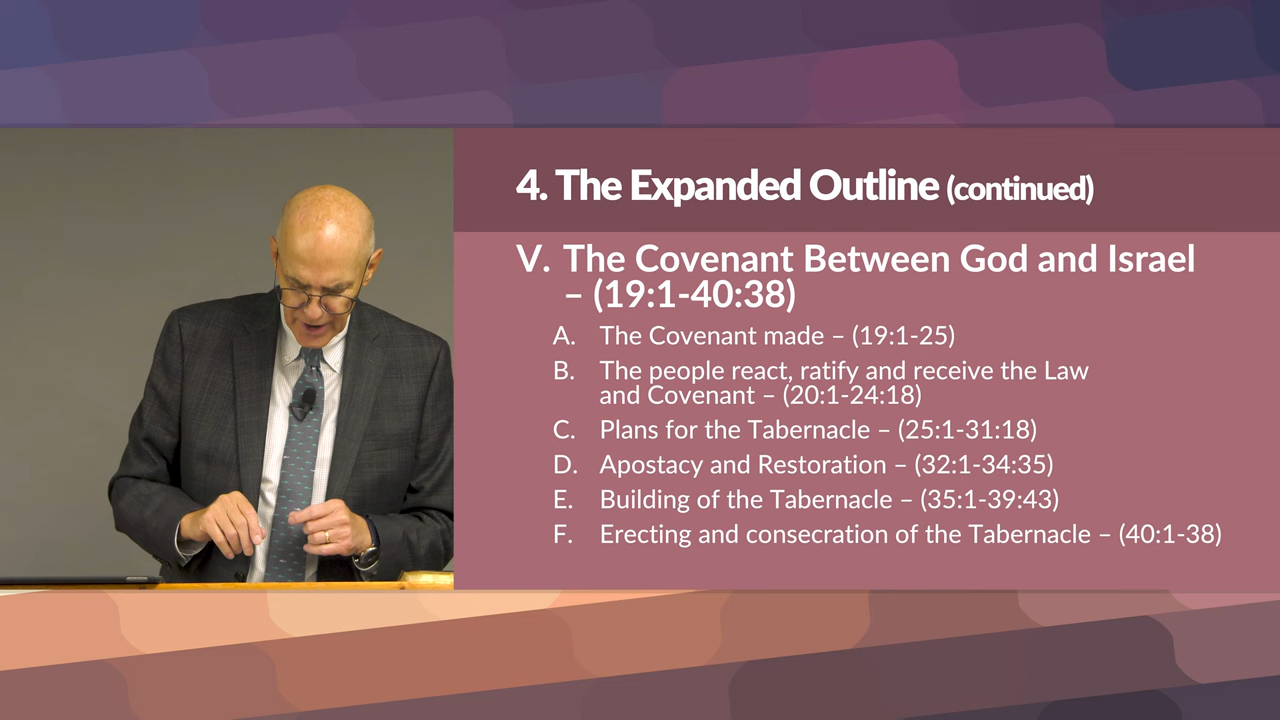 4. The Expanded Outline (continued)
V. The Covenant Between God and Israel
– (19:1-40:38)
A. The Covenant made – (19:1-25)
B. The people react, ratify and receive the Law
and Covenant – (20:1-24:18)
C. Plans for the Tabernacle – (25:1-31:18)
D. Apostacy and Restoration – (32:1-34:35)
E. Building of the Tabernacle – (35:1-39:43)
F. Erecting and consecration of the Tabernacle – (40:1-38)